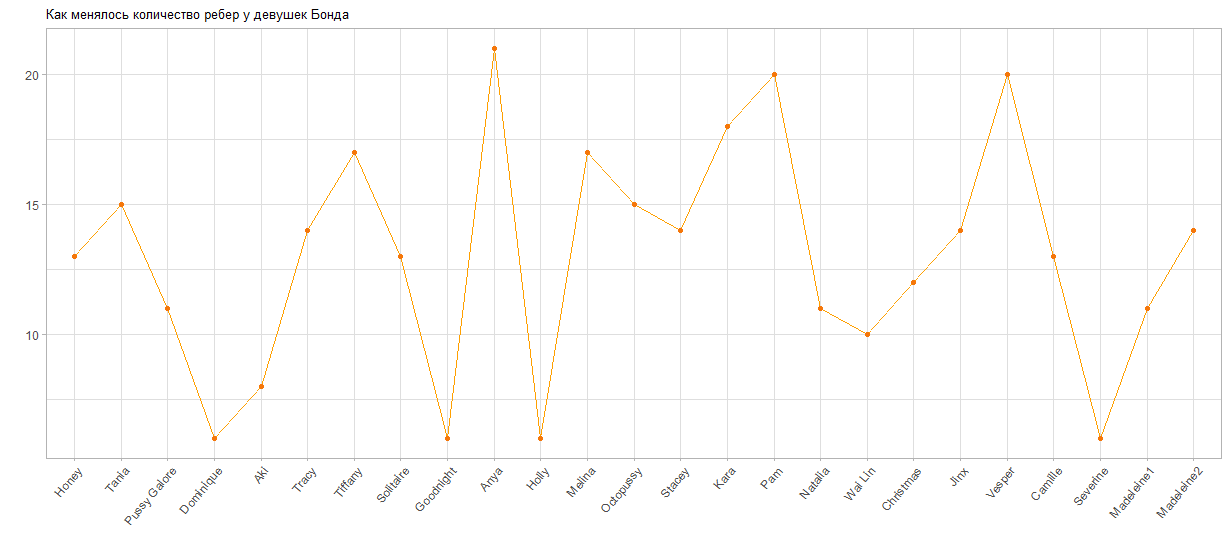 Как менялось количество ребер у девушек Бонда
20
15
10
Honey
Tania
Pussy Galore
Dominique
Aki
Tracy
Tiffany
Solitaire
Goodnight
Anya
Holly
Melina
Octopussy
Stacey
Kara
Pam
Natalia
Wai Lin
Christmas
Jinx
Vesper
Camille
Severine
Madeleine1
Madeleine2